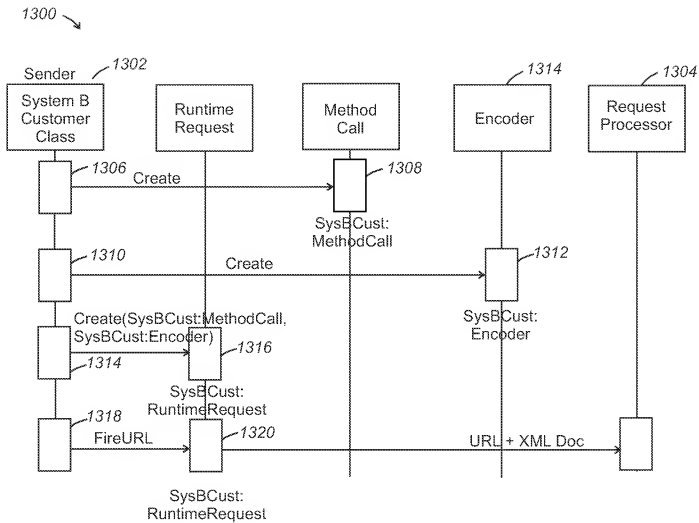 1300
Sender
1302
1314
1304
System B
Customer
Class
Runtime
Request
Method
Call
Encoder
Request
Processor
1306
Create
1308
SysBCust:
MethodCall
1310
Create
1312
SysBCust:
Encoder
Create(SysBCust:MethodCall,
SysBCust:Encoder)
1314
1316
SysBCust:
RuntimeRequest
1318
FireURL
1320
URL + XML Doc
SysBCust:
RuntimeRequest